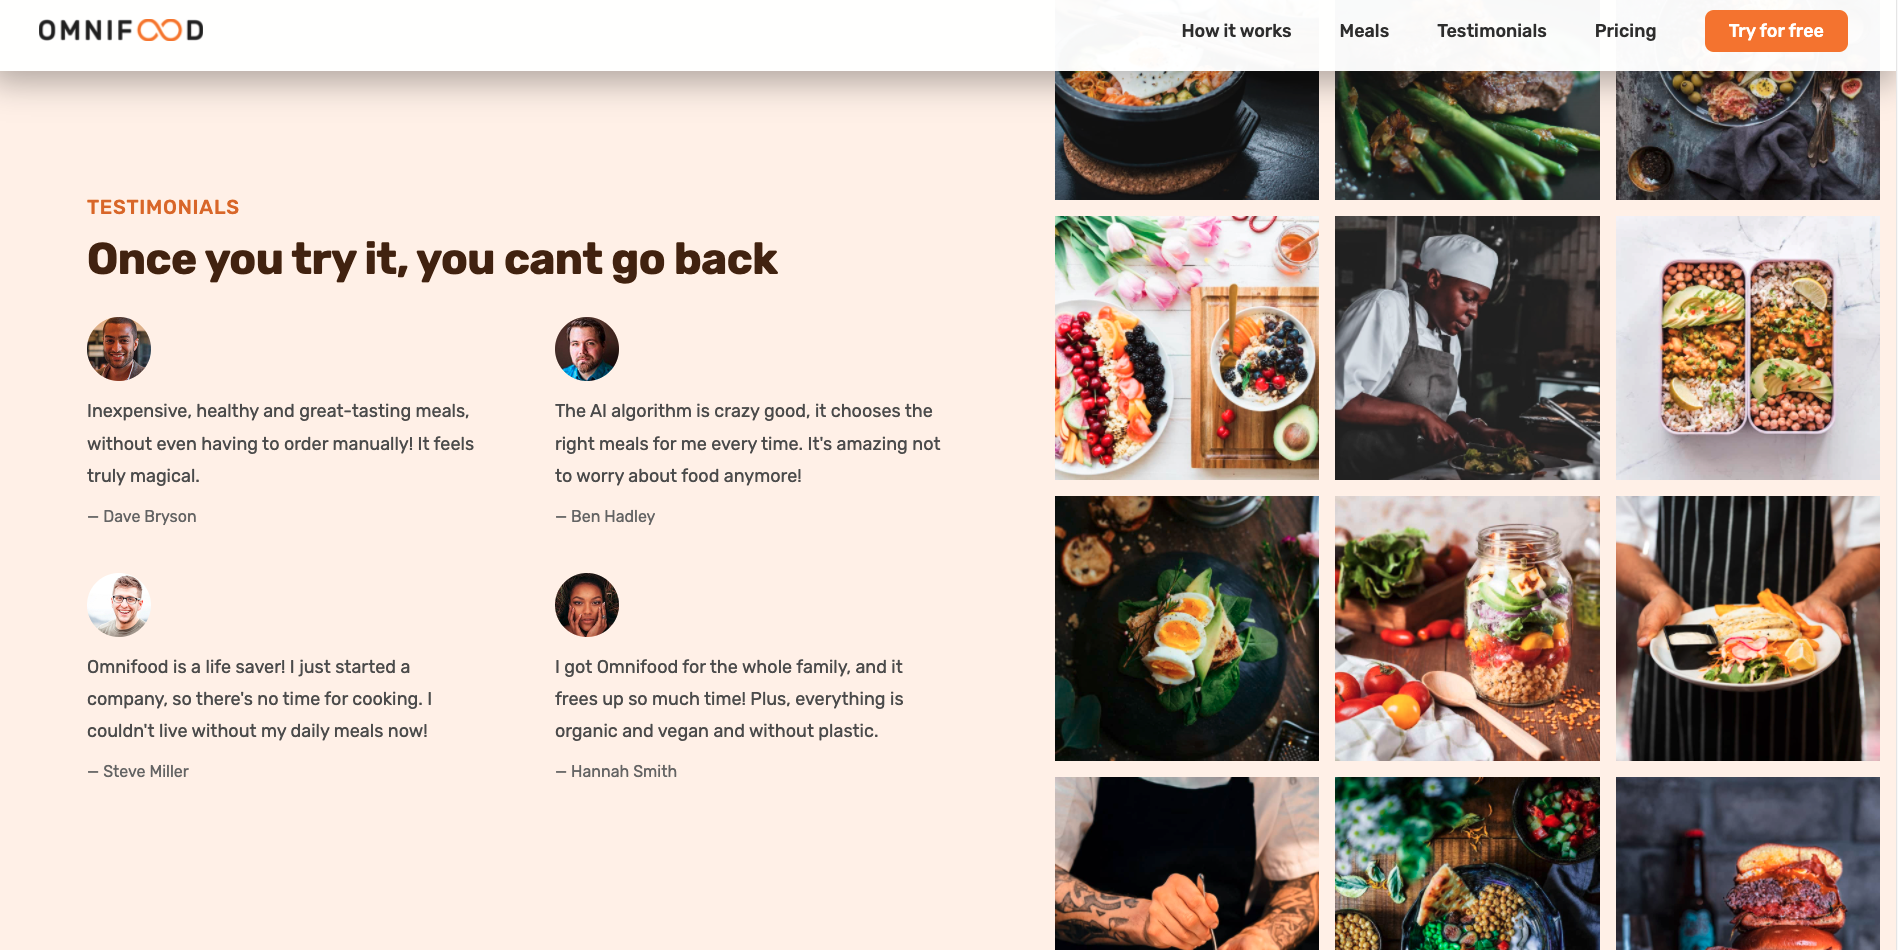 OMNIFOOD
How it works
Meals
Testimonials
Pricing
Try for free
TESTIMONIALS
Once you try it, you cant go back
Inexpensive, healthy and great-tasting meals,
without even having to order manually! It feels
truly magical.
— Dave Bryson
The AI algorithm is crazy good, it chooses the
right meals for me every time. It's amazing not
to worry about food anymore!
— Ben Hadley
Omnifood is a life saver! I just started a
company, so there's no time for cooking. I
couldn't live without my daily meals now!
— Steve Miller
I got Omnifood for the whole family, and it
frees up so much time! Plus, everything is
organic and vegan and without plastic.
— Hannah Smith